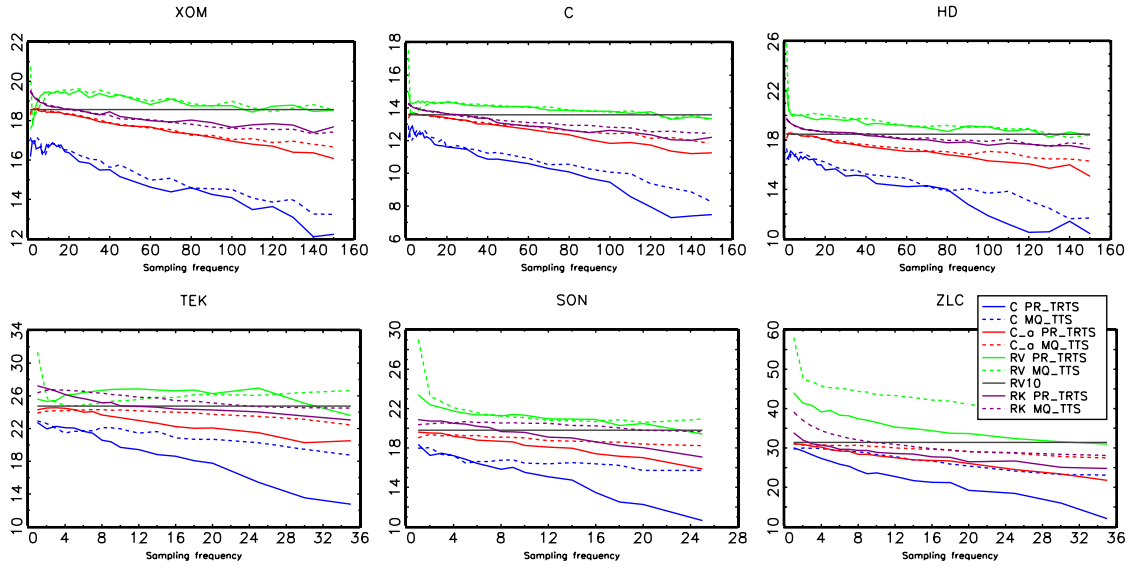 XOM
22
20
18
16
14
12
0 20 40 60 80 100 120 140 160
Sampling frequency
C
18
16
14
12
10
8
6
0 20 40 60 80 100 120 140 160
Sampling frequency
HD
26
22
18
14
10
0 20 40 60 80 100 120 140 160
Sampling frequency
TEK
34
30
26
22
18
14
10
0 4 8 12 16 20 24 28 32 36
Sampling frequency
SON
30
26
22
18
14
10
0 4 8 12 16 20 24 28
Sampling frequency
ZLC
60
50
40
30
20
10
0 4 8 12 16 20 24 28 32 36
Sampling frequency
C PR_TRTS
C MQ_TTS
C_a PR_TRTS
C_a MQ_TTS
RV PR_TRTS
RV MQ_TTS
RV10
RK PR_TRTS
RK MQ_TTS